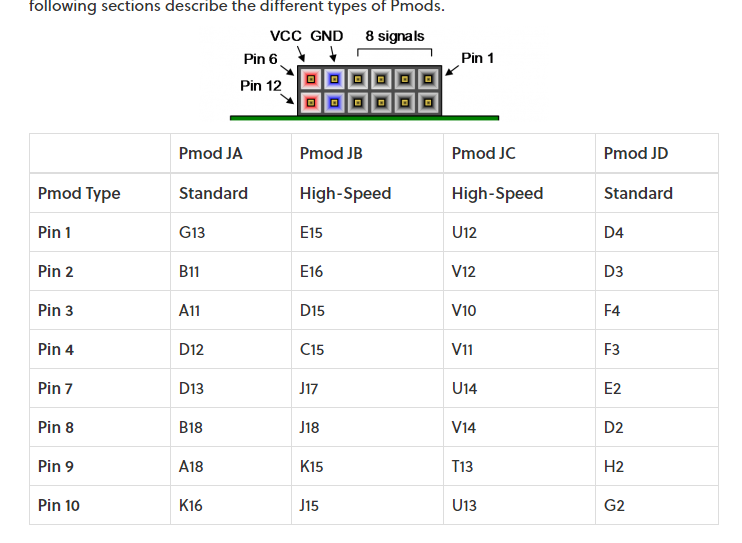 following sections describe the different types of Pmods.
VCC GND 8 signals
Pin 6 Pin 1
Pin 12
Pmod JA Pmod JB Pmod JC Pmod JD
Pmod Type Standard High-Speed High-Speed Standard
Pin 1 G13 E15 U12 D4
Pin 2 B11 E16 V12 D3
Pin 3 A11 D15 V10 F4
Pin 4 D12 C15 V11 F3
Pin 7 D13 J17 U14 E2
Pin 8 B18 J18 V14 D2
Pin 9 A18 K15 T13 H2
Pin 10 K16 J15 U13 G2